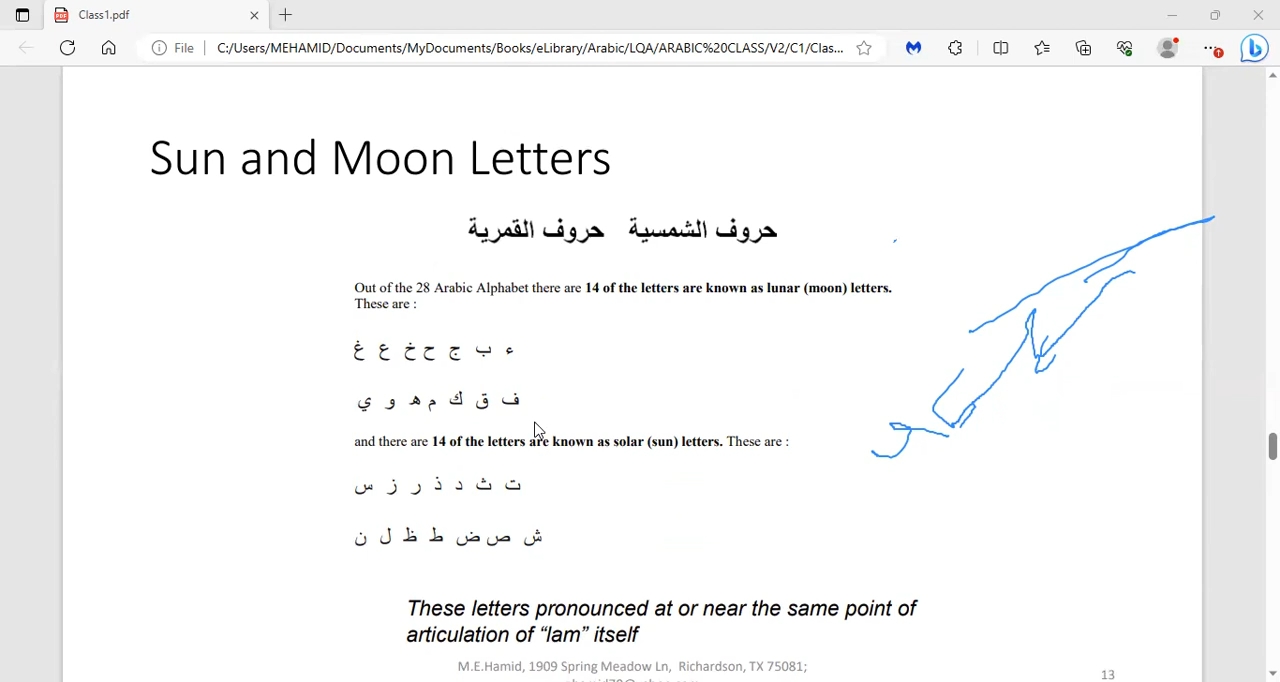 Class1.pdf
File C:/Users/MEHAMID/Documents/MyDocuments/Books/eLibrary/Arabic/LQA/ARABIC%20CLASS/V2/C1/Clas...
Sun and Moon Letters
حروف الشمسية حروف القمرية
Out of the 28 Arabic Alphabet there are 14 of the letters are known as lunar (moon) letters.
These are :
ء ب ج ح خ ع غ
ف ق ك م ه و ي
and there are 14 of the letters are known as solar (sun) letters. These are :
ت ث د ذ ر ز س
ش ص ض ط ظ ل ن
These letters pronounced at or near the same point of
articulation of “lam” itself
M.E.Hamid, 1909 Spring Meadow Ln, Richardson, TX 75081;
13